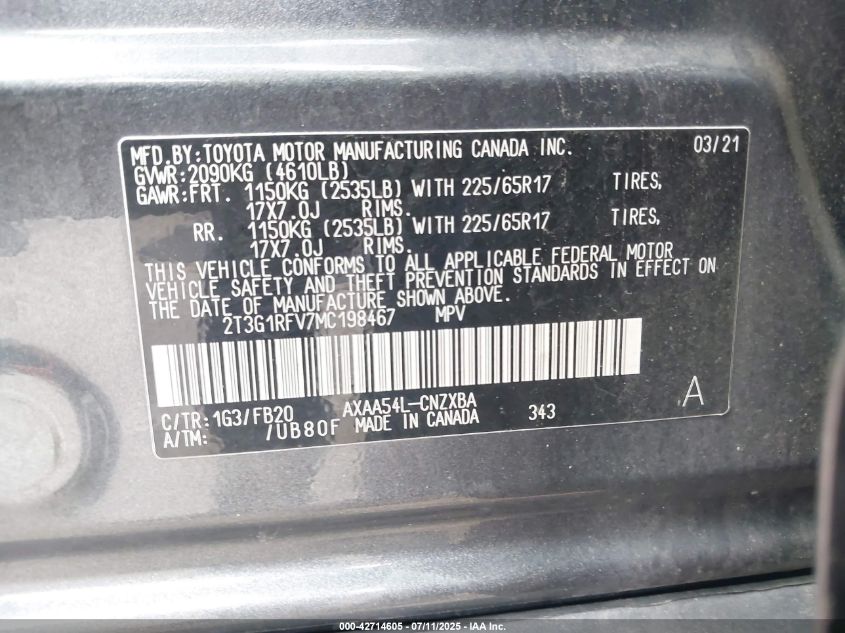 MFD.BY:TOYOTA MOTOR MANUFACTURING CANADA INC. 03/21
GVWR:2090KG (4610LB)
GAWR:FRT. 1150KG (2535LB) WITH 225/65R17 TIRES,
17X7.0J RIMS.
RR. 1150KG (2535LB) WITH 225/65R17 TIRES,
17X7.0J RIMS.
THIS VEHICLE CONFORMS TO ALL APPLICABLE FEDERAL MOTOR
VEHICLE SAFETY AND THEFT PREVENTION STANDARDS IN EFFECT ON
THE DATE OF MANUFACTURE SHOWN ABOVE.
2T3G1RFV7MC198467 MPV
A
C/TR:1G3/FB20 AXAA54L-CNZXBA
A/TM: /UB80F MADE IN CANADA 343
000-42714605 - 07/11/2025 - IAA Inc.